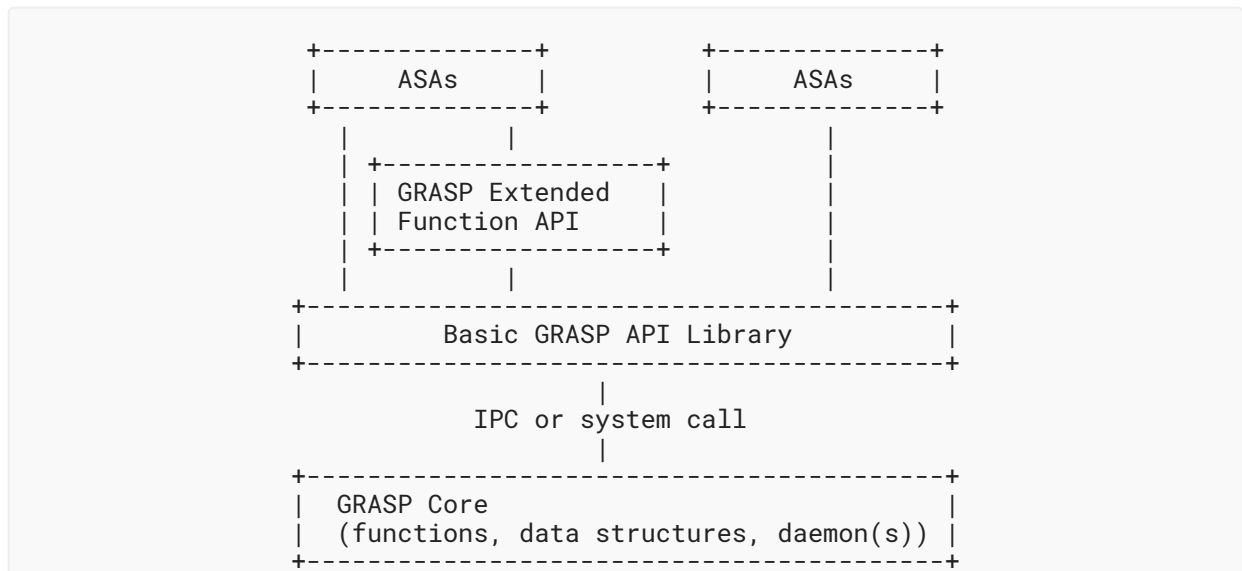 ASAs ASAs
GRASP Extended
Function API
Basic GRASP API Library
IPC or system call
GRASP Core
(functions, data structures, daemon(s))